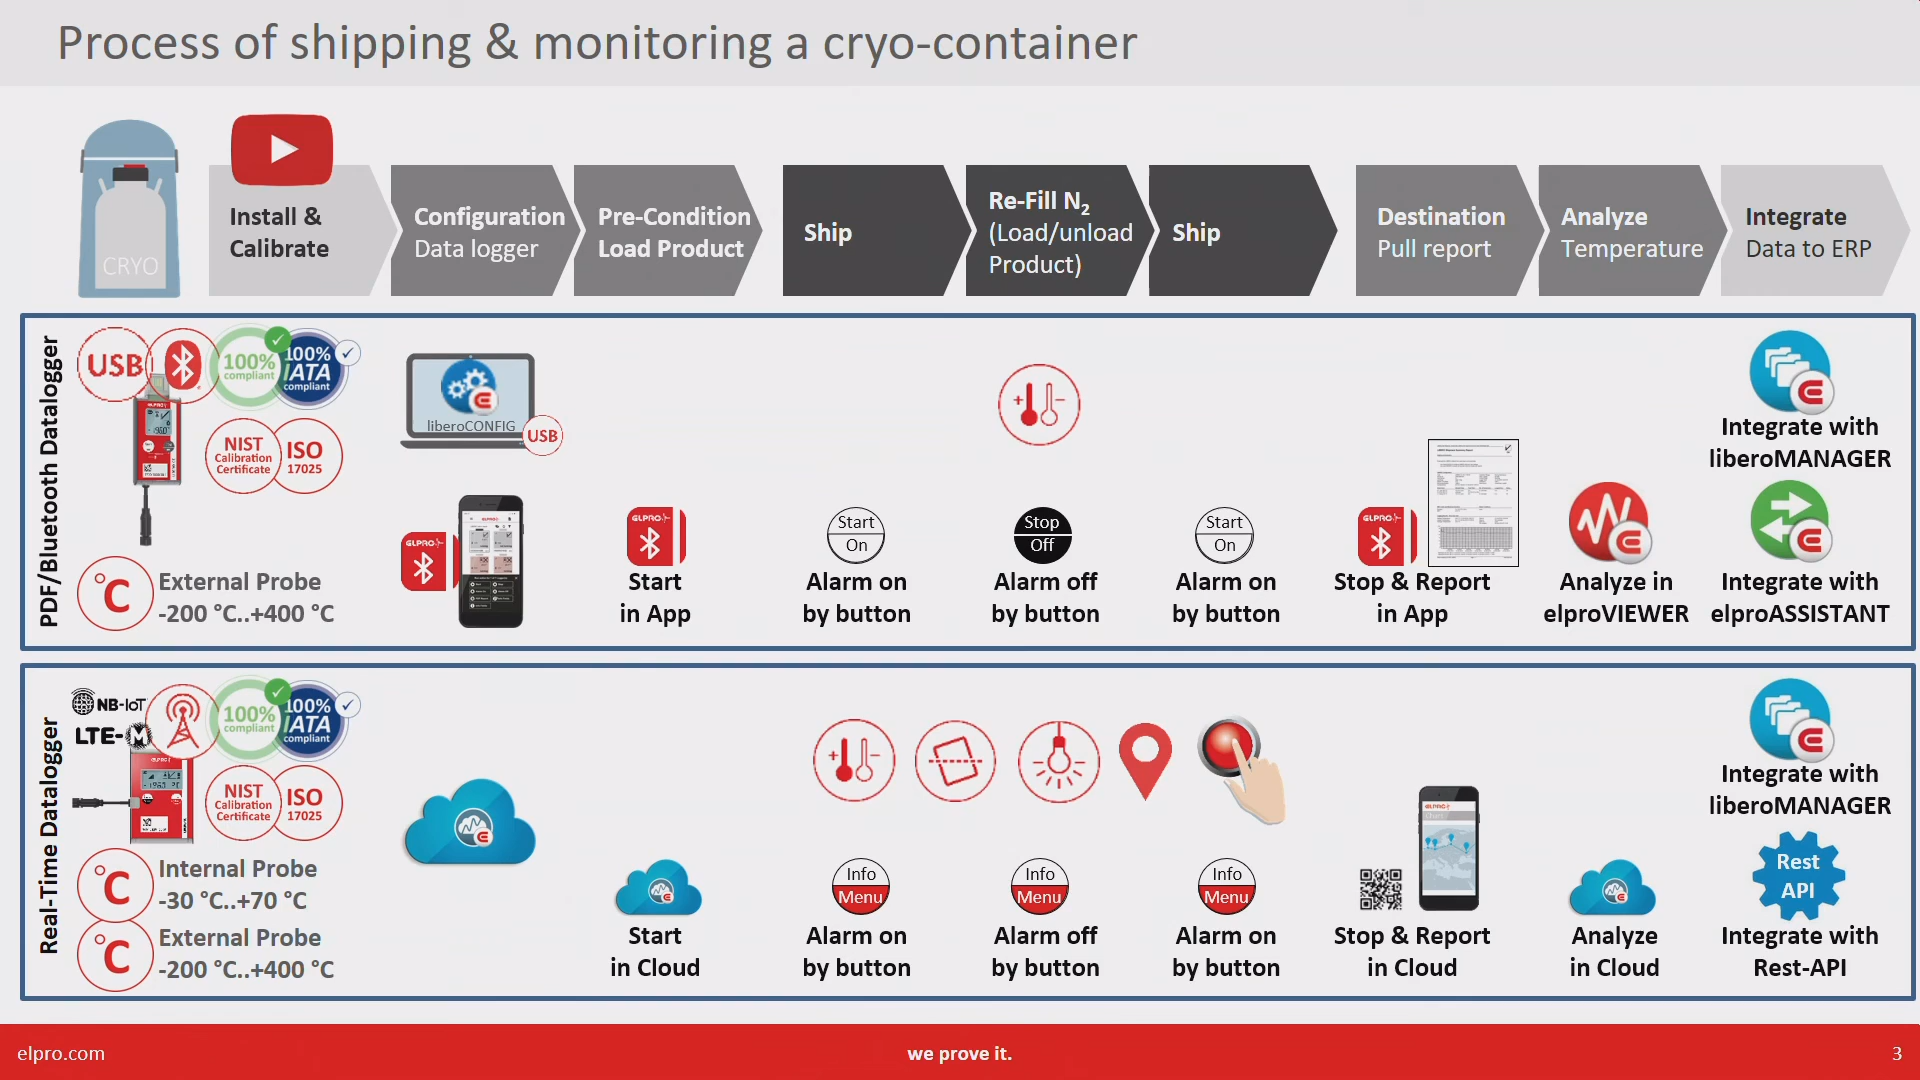 Process of shipping & monitoring a cryo-container
CRYO
Install &
Calibrate
Configuration
Data logger
Pre-Condition
Load Product
Ship
Re-Fill N2
(Load/unload
Product)
Ship
Destination
Pull report
Analyze
Temperature
Integrate
Data to ERP
PDF/Bluetooth Datalogger
USB
100%
compliant
100%
IATA
compliant
NIST
Calibration
Certificate
ISO
17025
°C
External Probe
-200 °C..+400 °C
liberoCONFIG
USB
ELPRO
ELPRO
Start
in App
Start
On
Alarm on
by button
Stop
Off
Alarm off
by button
Start
On
Alarm on
by button
ELPRO
Stop & Report
in App
Analyze in
elproVIEWER
Integrate with
liberoMANAGER
Integrate with
elproASSISTANT
Real-Time Datalogger
NB-IoT
LTE-M
100%
compliant
100%
IATA
compliant
NIST
Calibration
Certificate
ISO
17025
°C
Internal Probe
-30 °C..+70 °C
°C
External Probe
-200 °C..+400 °C
Start
in Cloud
Info
Menu
Alarm on
by button
Info
Menu
Alarm off
by button
Info
Menu
Alarm on
by button
Stop & Report
in Cloud
Analyze
in Cloud
Integrate with
liberoMANAGER
Rest
API
Integrate with
Rest-API
elpro.com
we prove it.
3